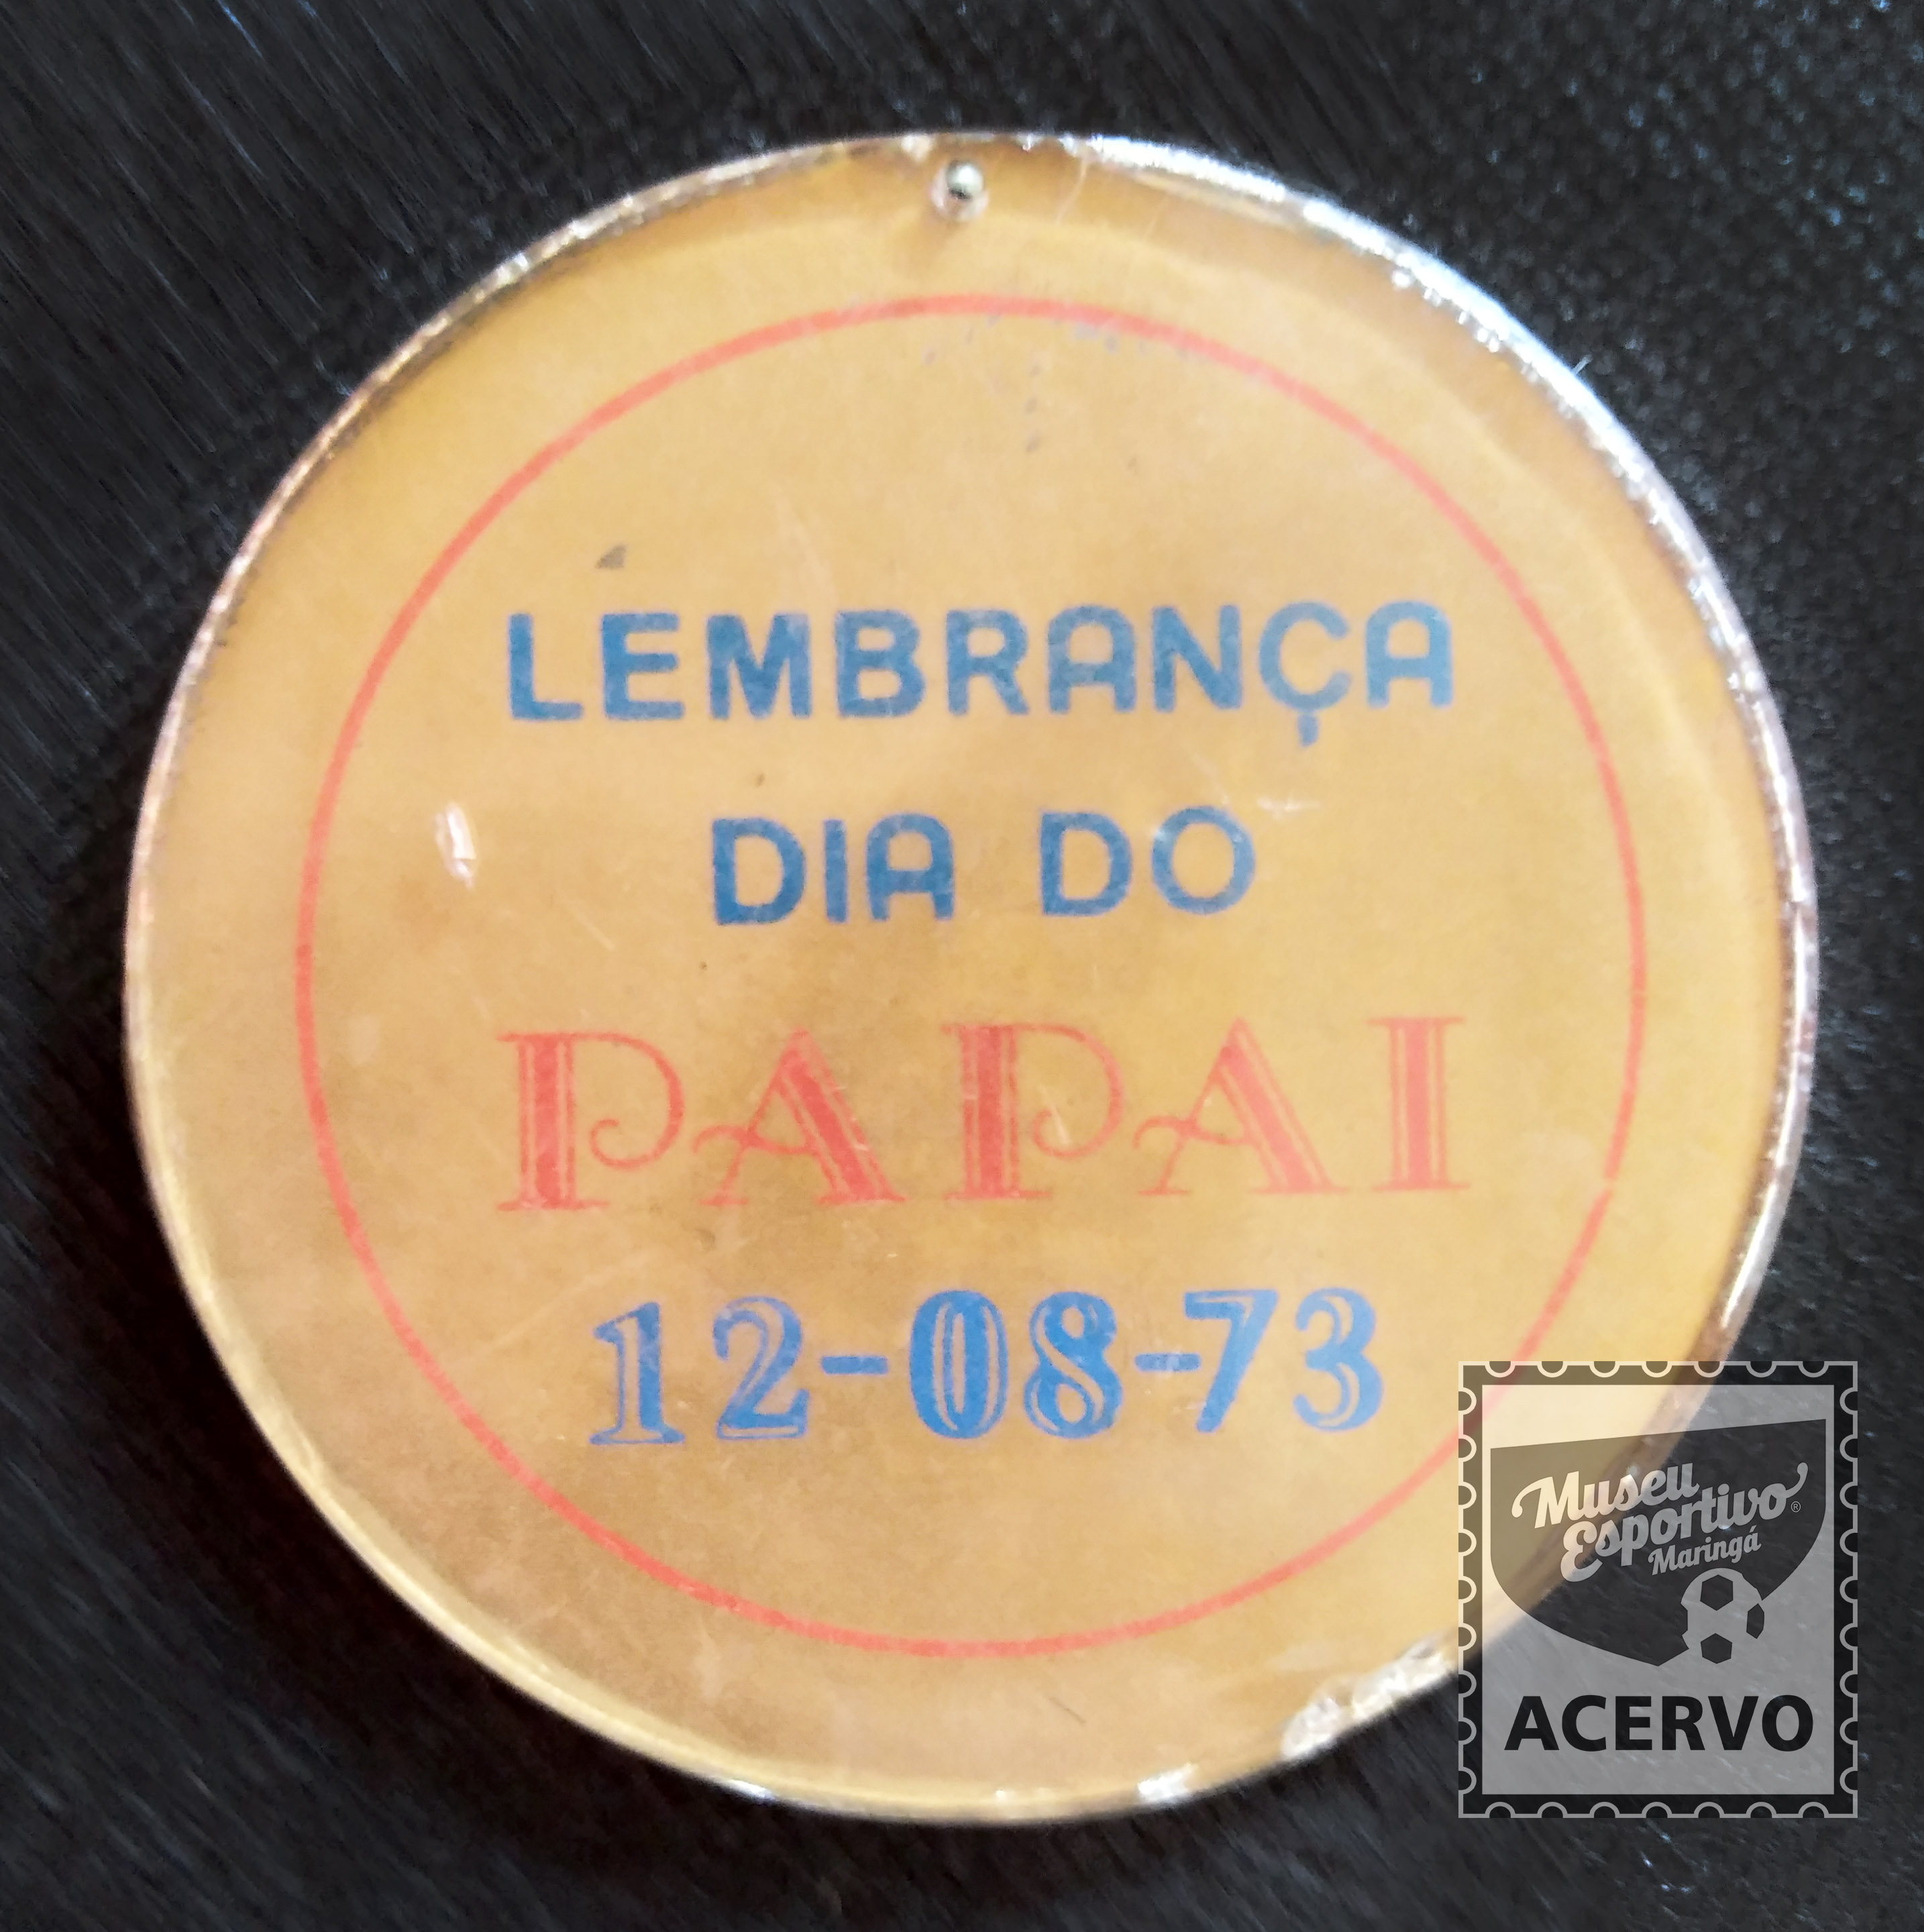 LEMBRANÇA
DIA DO
PAPAI
12-08-73
Museu
Esportivo®
Maringá
ACERVO